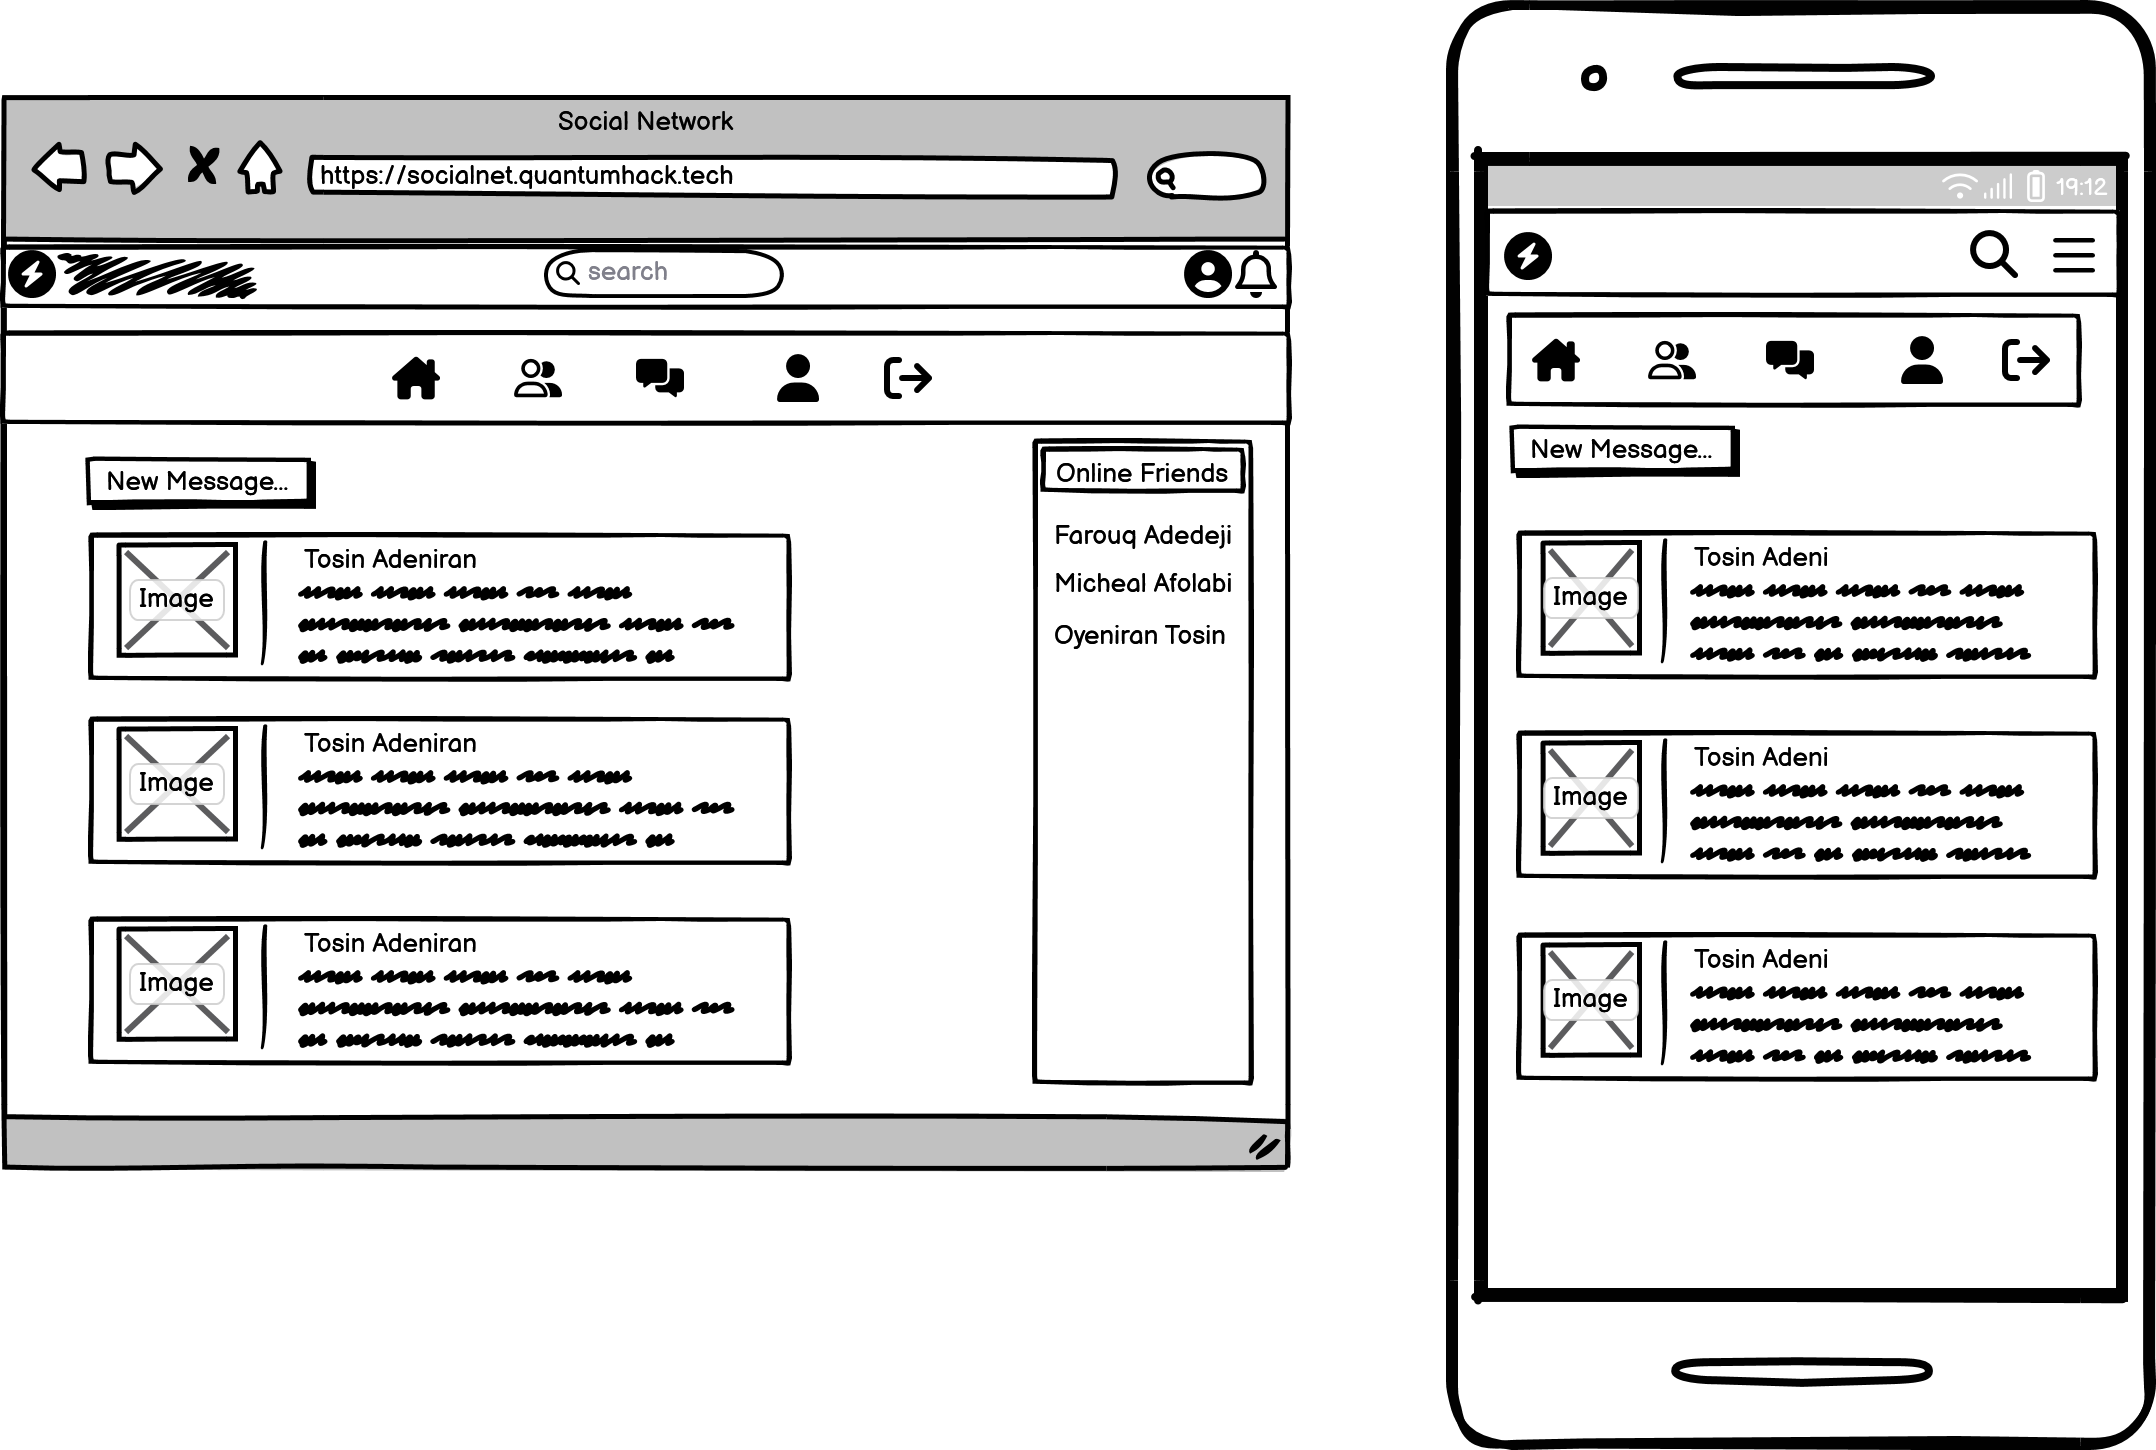 Social Network
https://socialnet.quantumhack.tech
search
New Message...
Image
Tosin Adeniran
Image
Tosin Adeniran
Image
Tosin Adeniran
Online Friends
Farouq Adedeji
Micheal Afolabi
Oyeniran Tosin
19:12
New Message...
Image
Tosin Adeni
Image
Tosin Adeni
Image
Tosin Adeni